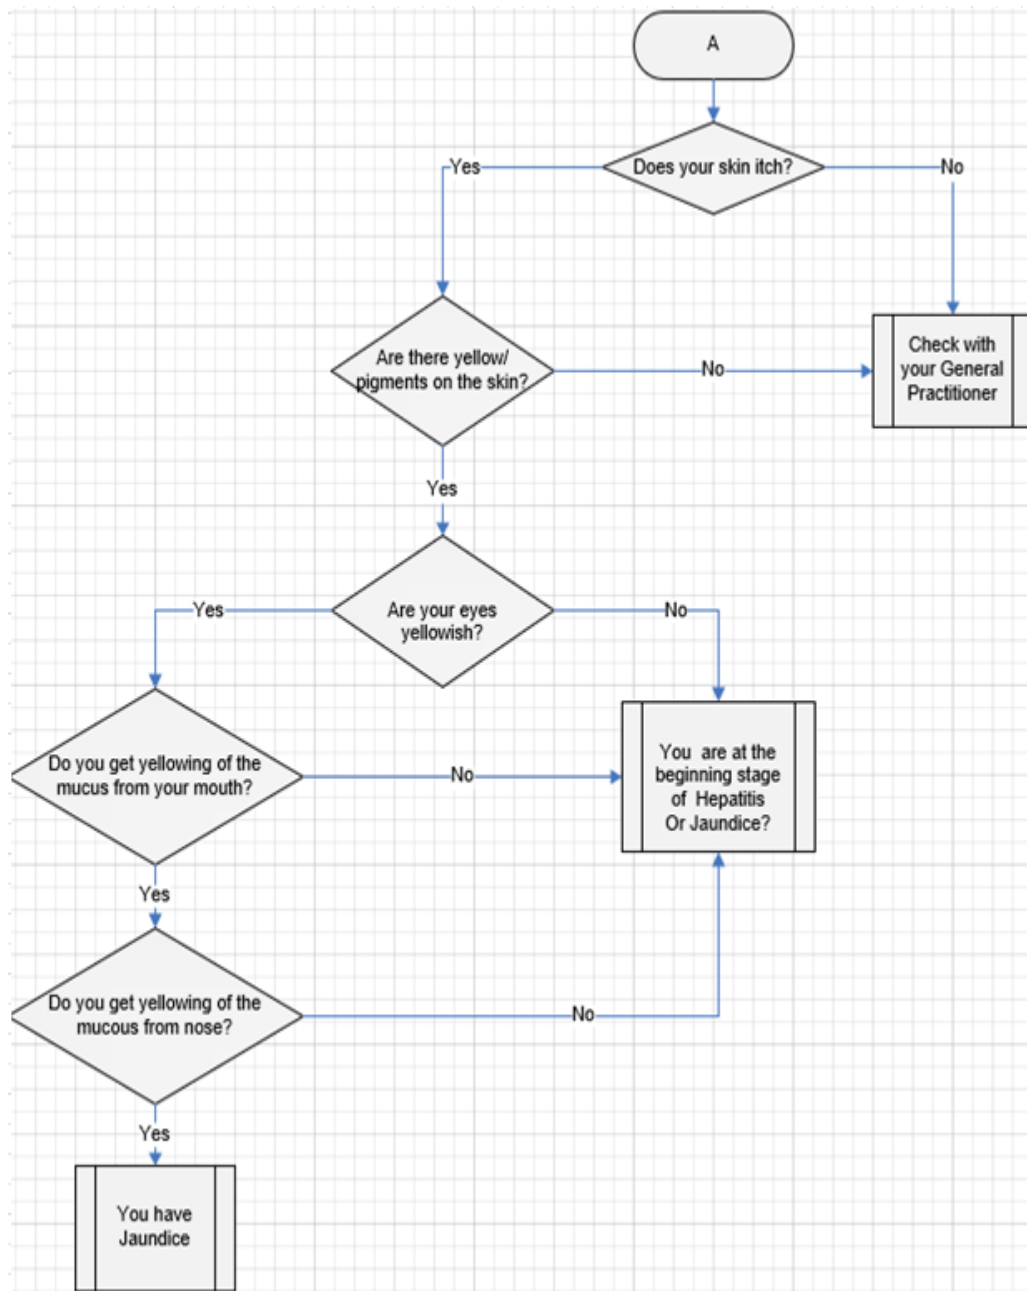 A
Does your skin itch?
Yes
No
Are there yellow/
pigments on the skin?
No
Check with
your General
Practitioner
Yes
Are your eyes
yellowish?
Yes
No
Do you get yellowing of the
mucus from your mouth?
No
You are at the
beginning stage
of Hepatitis
Or Jaundice?
Yes
Do you get yellowing of the
mucous from nose?
No
Yes
You have
Jaundice